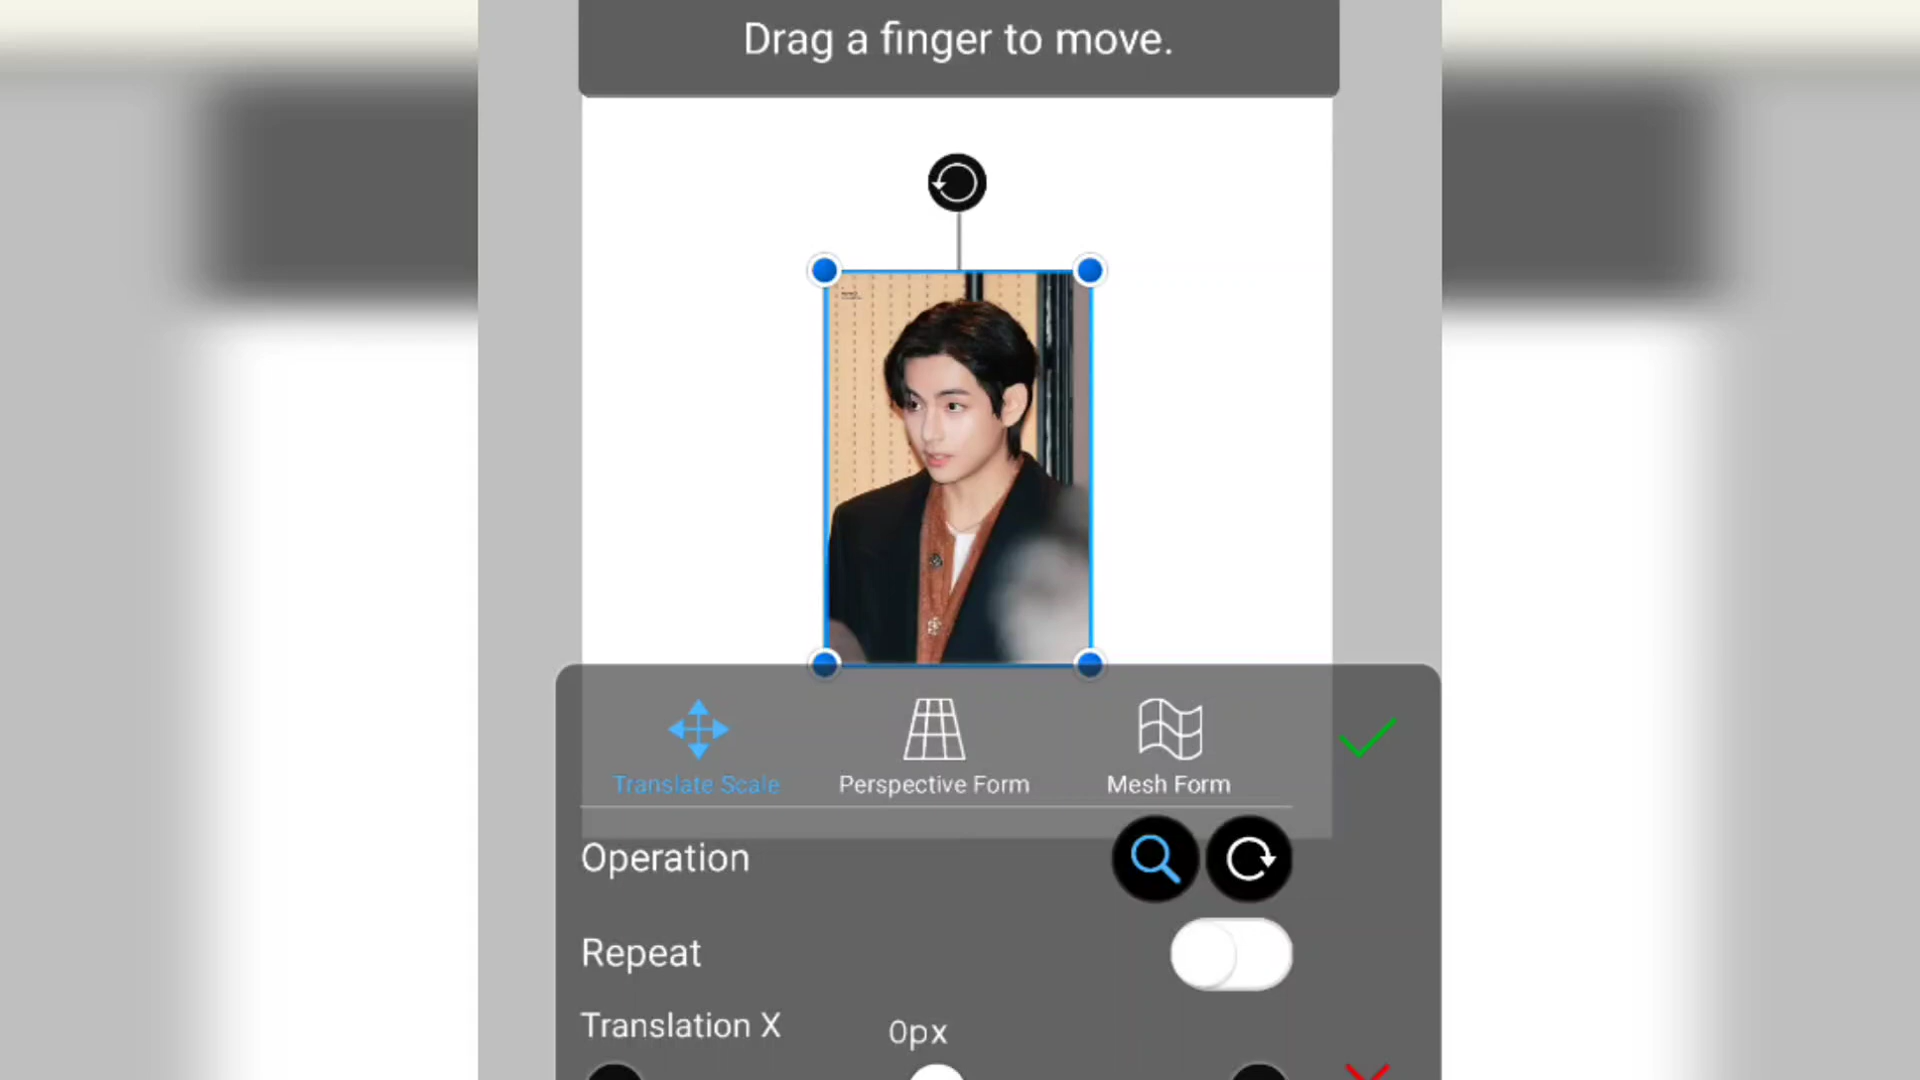 Drag a finger to move.
Translate Scale
Perspective Form
Mesh Form
Operation
Repeat
Translation X
0px